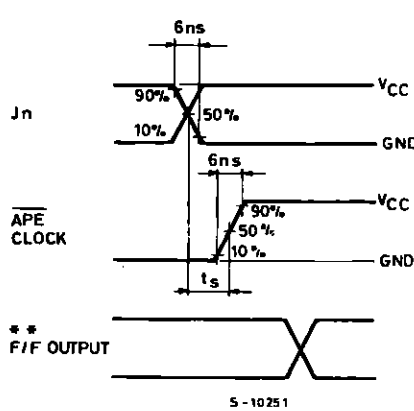 6ns
90%
Jn
50%
10%
VCC
GND
6ns
APE
CLOCK
VCC
90%
50%
10%
GND
ts
* *
F/F OUTPUT
S-10251